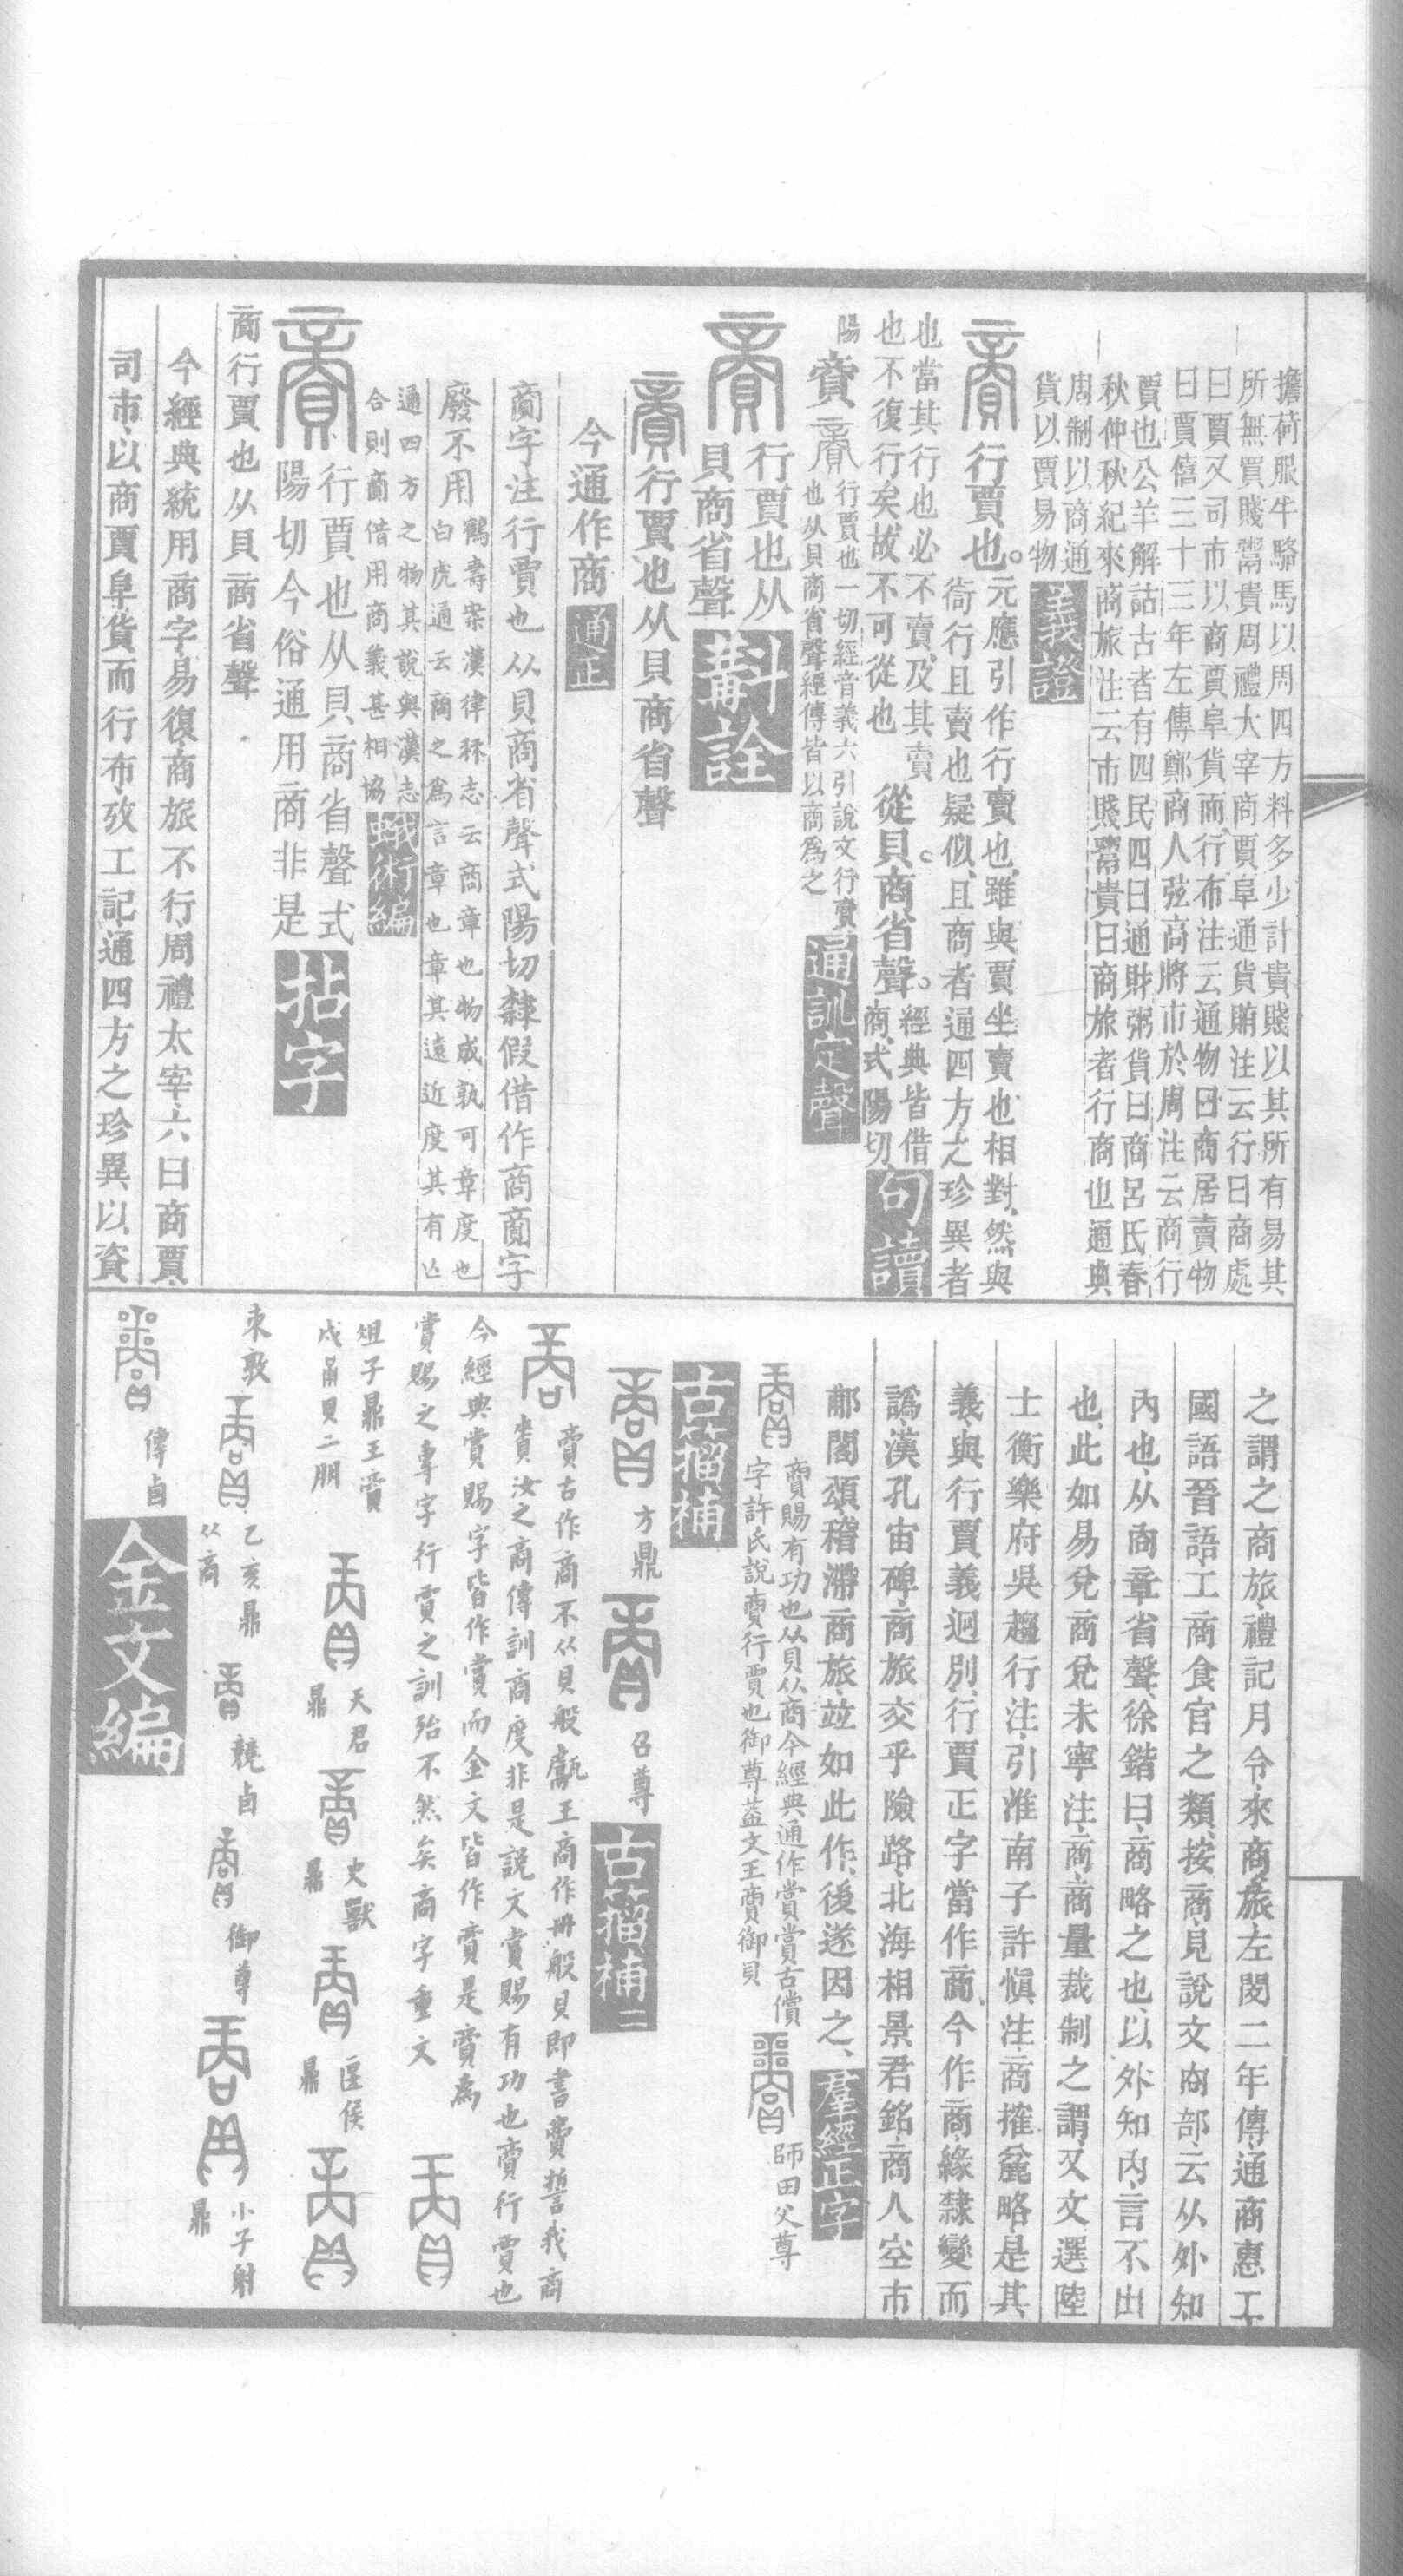 擔荷服牛駱馬以周四方料多少計貴賤以其所有易其
所無買賤鬻貴周禮大宰商賈阜通貨賄注云行曰商處
曰賈又司市以商賈阜貨而行布注云通物曰商居賣物
曰賈僖三十三年左傳鄭商人弦高將市於周注云商行
賈也公羊解詁古者有四民四曰通財粥貨曰商呂氏春
秋仲秋紀來商旅注云市賤鬻貴曰商旅者行商也通典
周制以商通
貨以賈易物
義證
行賈也。
元應引作行賣也雖與賈坐賣也相對、然與
衒行且賣也疑似、且商者通四方之珍異者
也當其行也必不賣、及其賣
也不復行矣、故不可從也
從貝。商省聲。
經典皆借
商、式陽切
句讀
陽
賣
行賈也一切經音義六引說文行賣
也从貝商省聲經傳皆以商爲之
通訓定聲
行賈也从
貝商省聲
斠詮
行賈也从貝商省聲
今通作商
通正
啇字注行賈也从貝商省聲式陽切隸假借作商啇字
廢不用
鶴壽案漢律秝志云商章也物成孰可章度也
白虎通云商之爲言章也章其遠近度其有亾
通四方之物其說與漢志
合則啇借用商義甚相協
蛾術編
行賈也从貝商省聲式
陽切今俗通用商非是
拈字
啇行賈也从貝商省聲
今經典統用商字易復商旅不行周禮太宰六曰商賈
司市以商賈阜貨而行布攷工記通四方之珍異以資
之謂之商旅禮記月令來商旅左閔二年傳通商惠工
國語晉語工商食官之類、按商見說文㕯部云从外知
內也从㕯章省聲、徐鍇曰商略之也、以外知內言不出
也、此如易兌商兌未寧注、商商量裁制之謂又文選陸
士衡樂府吳趨行注引淮南子許愼注商搉麤略是其
義、與行賈義迥別、行賈正字當作啇、今作商緣隸變而
譌漢孔宙碑商旅交乎險路北海相景君銘商人空市
郙閣頌稽滯商旅竝如此作、後遂因之、
羣經正字
賣賜有功也从貝从商今經典通作賞賞古償
字許氏說賣行賈也御尊葢文王賣御貝
師田父尊
古籀補
方鼎
召尊
古籀補二
賣古作商不从貝般甗王商作册般貝即書費誓我商
賚汝之商傳訓商度非是說文賞賜有功也賣行賈也
今經典賞賜字皆作賞而金文皆作賣是賣爲
賞賜之專字行賈之訓殆不然矣商字重文
俎子鼎王賣
戍甬貝二朋
天君
鼎
史獸
鼎
匽侯
鼎
小子射
鼎
東敦
乙亥鼎
从商
競卣
御尊
傳卣
金文編